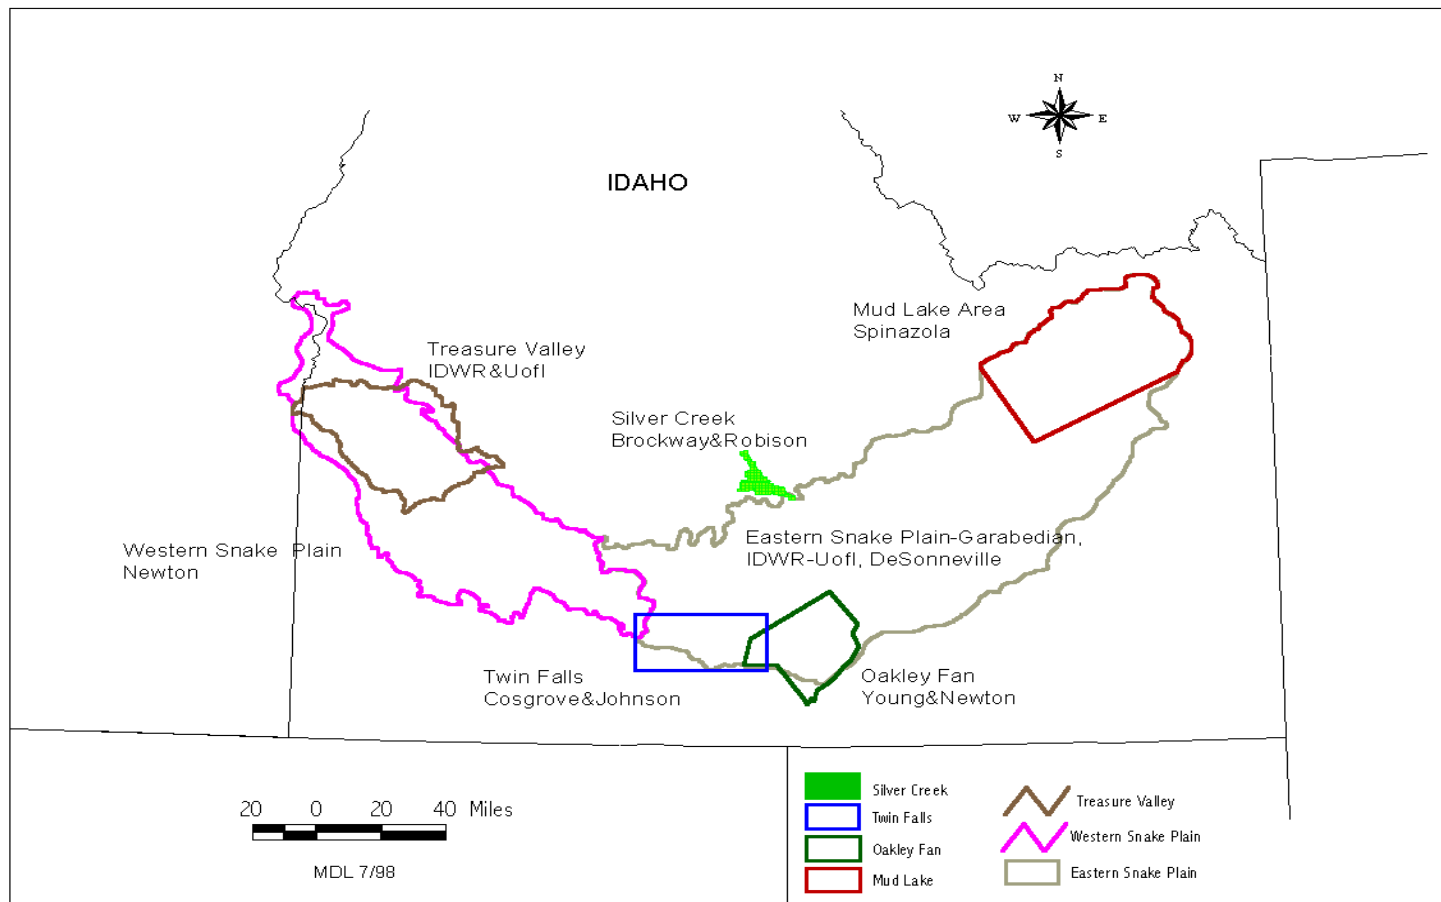 N
W E
S
IDAHO
Mud Lake Area
Spinazola
Treasure Valley
IDWR&UofI
Silver Creek
Brockway&Robison
Eastern Snake Plain-Garabedian,
IDWR-UofI, DeSonneville
Western Snake Plain
Newton
Twin Falls
Cosgrove&Johnson
Oakley Fan
Young&Newton
20 0 20 40 Miles
MDL 7/98
Silver Creek
Twin Falls
Oakley Fan
Mud Lake
Treasure Valley
Western Snake Plain
Eastern Snake Plain